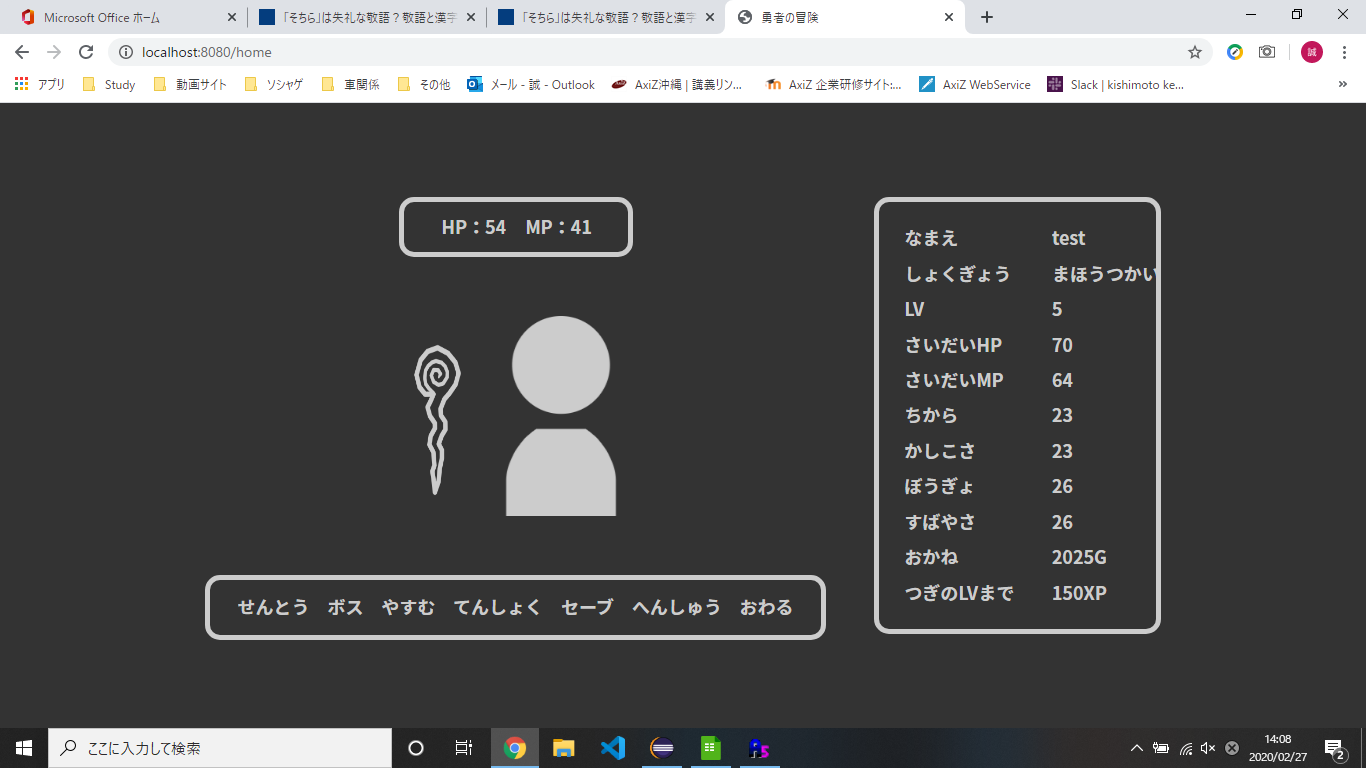 Microsoft Office ホーム
「そちら」は失礼な敬語？ 敬語と漢字
「そちら」は失礼な敬語？ 敬語と漢字
勇者の冒険
localhost:8080/home
誠
アプリ
Study
動画サイト
ソシャゲ
車関係
その他
メール - 誠 - Outlook
AxiZ沖縄 | 講義リン...
AxiZ 企業研修サイト:...
AxiZ WebService
Slack | kishimoto ke...
HP：54 MP：41
なまえ test
しょくぎょう まほうつかい
LV 5
さいだいHP 70
さいだいMP 64
ちから 23
かしこさ 23
ぼうぎょ 26
すばやさ 26
おかね 2025G
つぎのLVまで 150XP
せんとう ボス やすむ てんしょく セーブ へんしゅう おわる
ここに入力して検索
14:08
2020/02/27
2